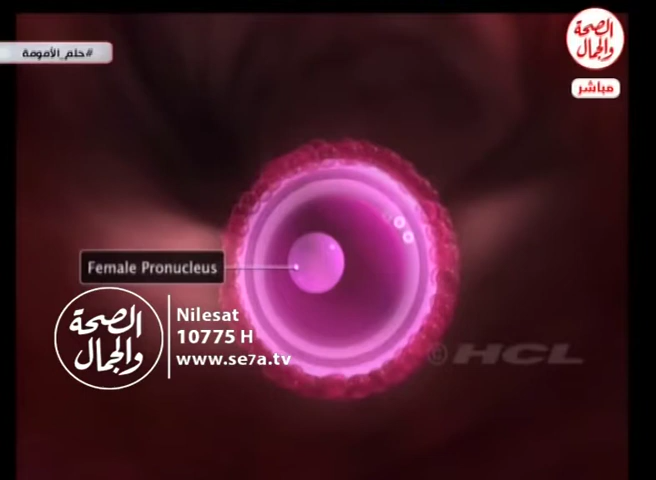 #حلم_الأمومة
الصحة
والجمال
مباشر
Female Pronucleus
الصحة
والجمال
Nilesat
10775 H
www.se7a.tv
© HCL